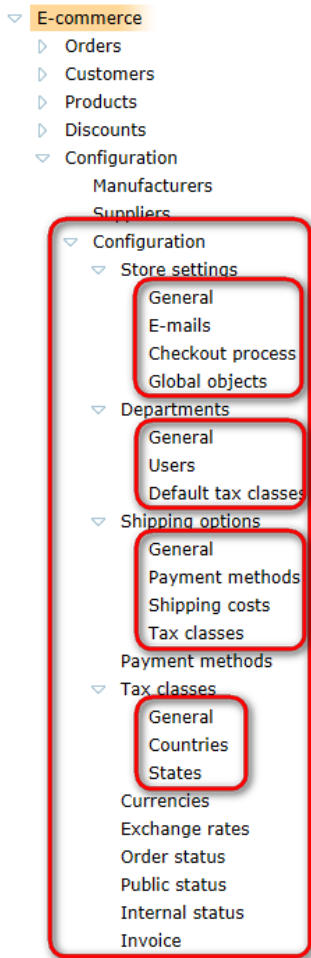 E-commerce
Orders
Customers
Products
Discounts
Configuration
Manufacturers
Suppliers
Configuration
Store settings
General
E-mails
Checkout process
Global objects
Departments
General
Users
Default tax classes
Shipping options
General
Payment methods
Shipping costs
Tax classes
Payment methods
Tax classes
General
Countries
States
Currencies
Exchange rates
Order status
Public status
Internal status
Invoice